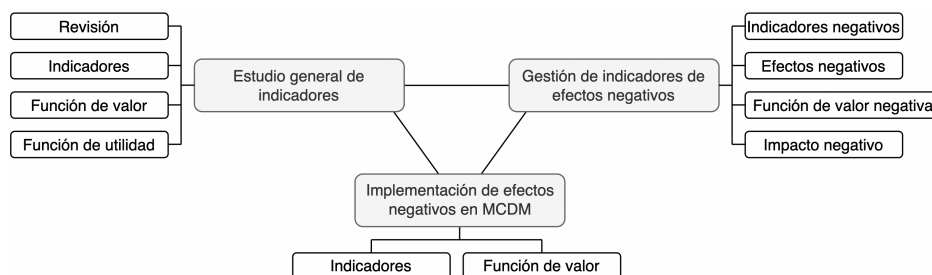 Revisión
Indicadores
Función de valor
Función de utilidad
Estudio general de
indicadores
Gestión de indicadores de
efectos negativos
Indicadores negativos
Efectos negativos
Función de valor negativa
Impacto negativo
Implementación de efectos
negativos en MCDM
Indicadores
Función de valor